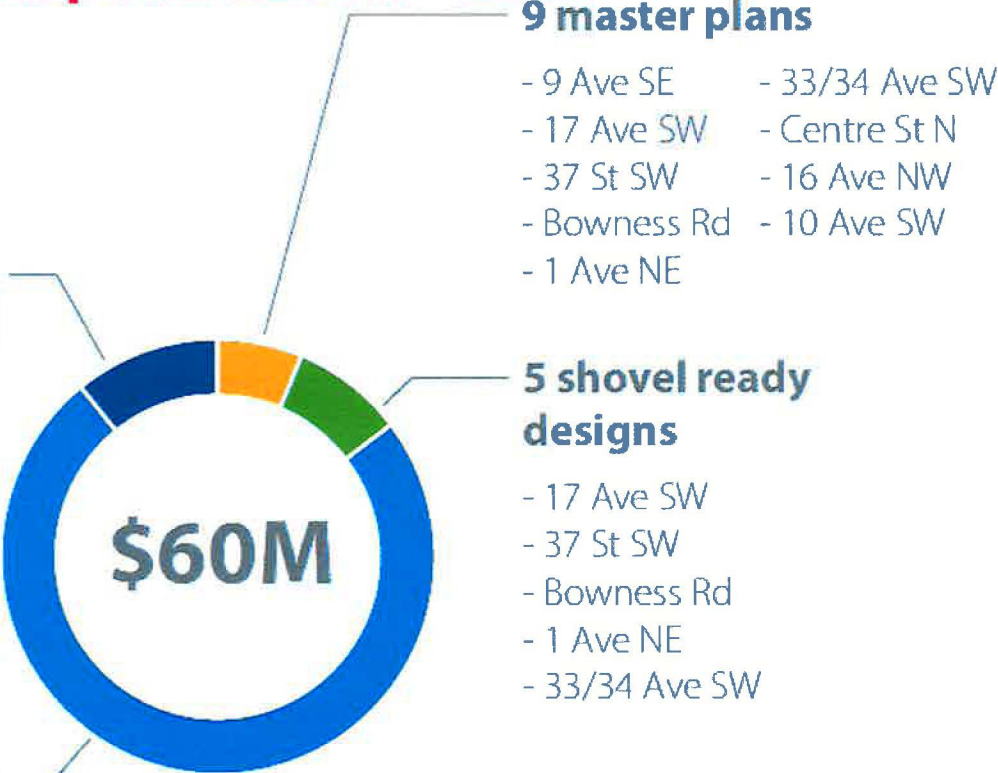 9 master plans
- 9 Ave SE
- 17 Ave SW
- 37 St SW
- Bowness Rd
- 1 Ave NE
- 33/34 Ave SW
- Centre St N
- 16 Ave NW
- 10 Ave SW
5 shovel ready
designs
- 17 Ave SW
- 37 St SW
- Bowness Rd
- 1 Ave NE
- 33/34 Ave SW
$60M